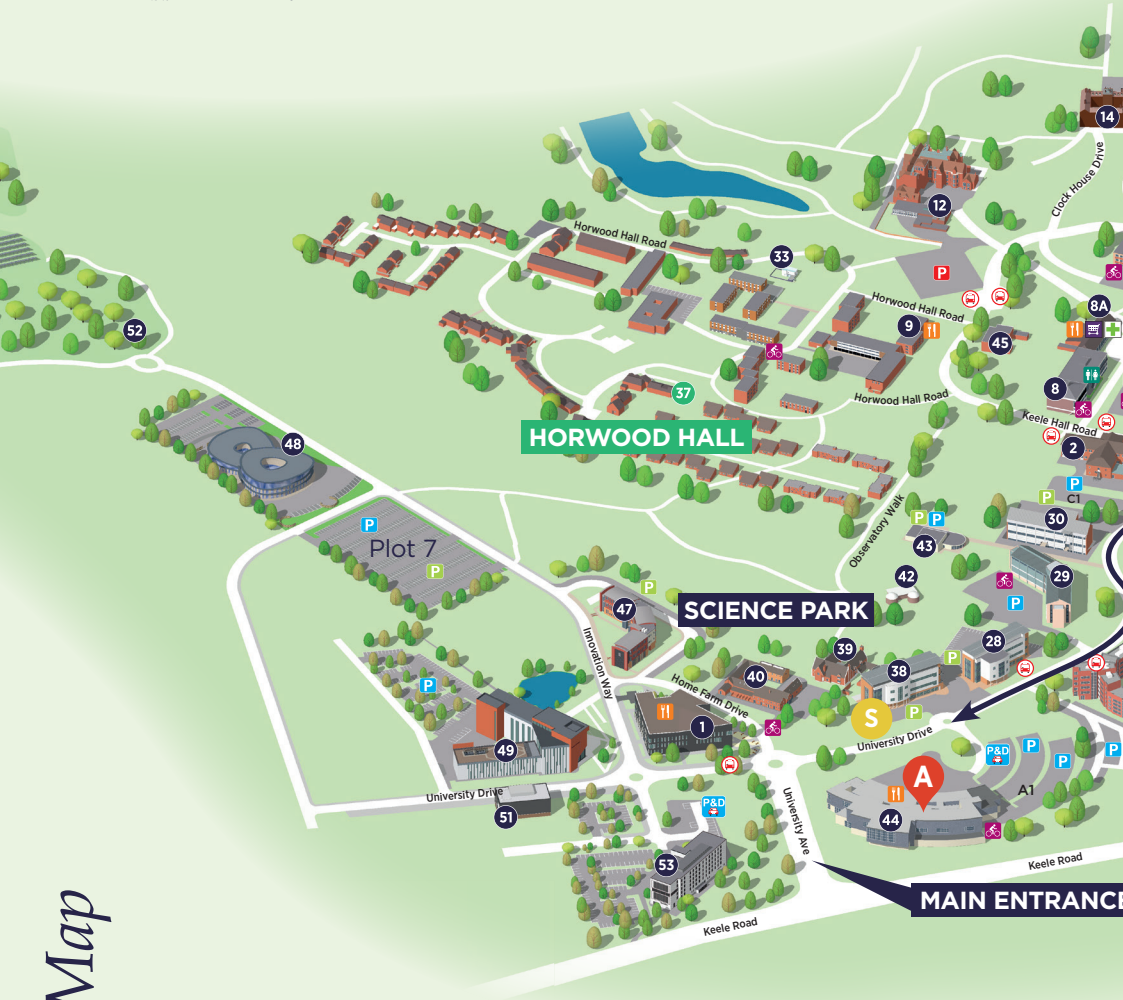 14
Clock House Drive
12
Horwood Hall Road
33
P
8A
Horwood Hall Road
9
45
52
8
37
Horwood Hall Road
Keele Hall Road
HORWOOD HALL
48
2
P
P
C1
Observatory Walk
P
P
30
P
Plot 7
43
P
29
42
P
P
47
SCIENCE PARK
Innovation Way
39
28
P
38
40
P
Home Farm Drive
S
P
1
University Drive
49
P&D
P
P
P
A
A1
University Drive
51
P&D
University Ave
44
Keele Road
53
MAIN ENTRANCE
Keele Road
Map